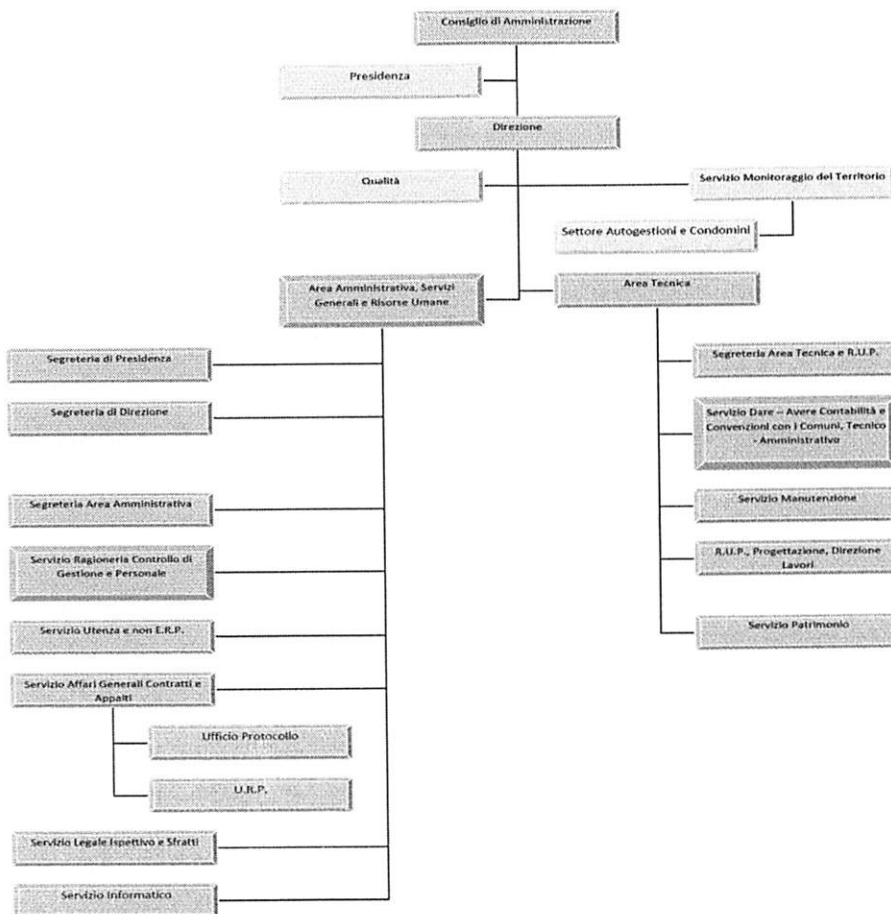 Consiglio di Amministrazione
Presidenza
Direzione
Qualità
Servizio Monitoraggio del Territorio
Settore Autogestioni e Condomini
Area Amministrativa, Servizi
Generali e Risorse Umane
Area Tecnica
Segreteria di Presidenza
Segreteria di Direzione
Segreteria Area Amministrativa
Servizio Ragioneria Controllo di
Gestione e Personale
Servizio Utenza e non E.R.P.
Servizio Affari Generali Contratti e
Appalti
Ufficio Protocollo
U.R.P.
Servizio Legale Ispettivo e Sfratti
Servizio Informatico
Segreteria Area Tecnica e R.U.P.
Servizio Dare – Avere Contabilità e
Convenzioni con i Comuni, Tecnico
- Amministrativo
Servizio Manutenzione
R.U.P., Progettazione, Direzione
Lavori
Servizio Patrimonio